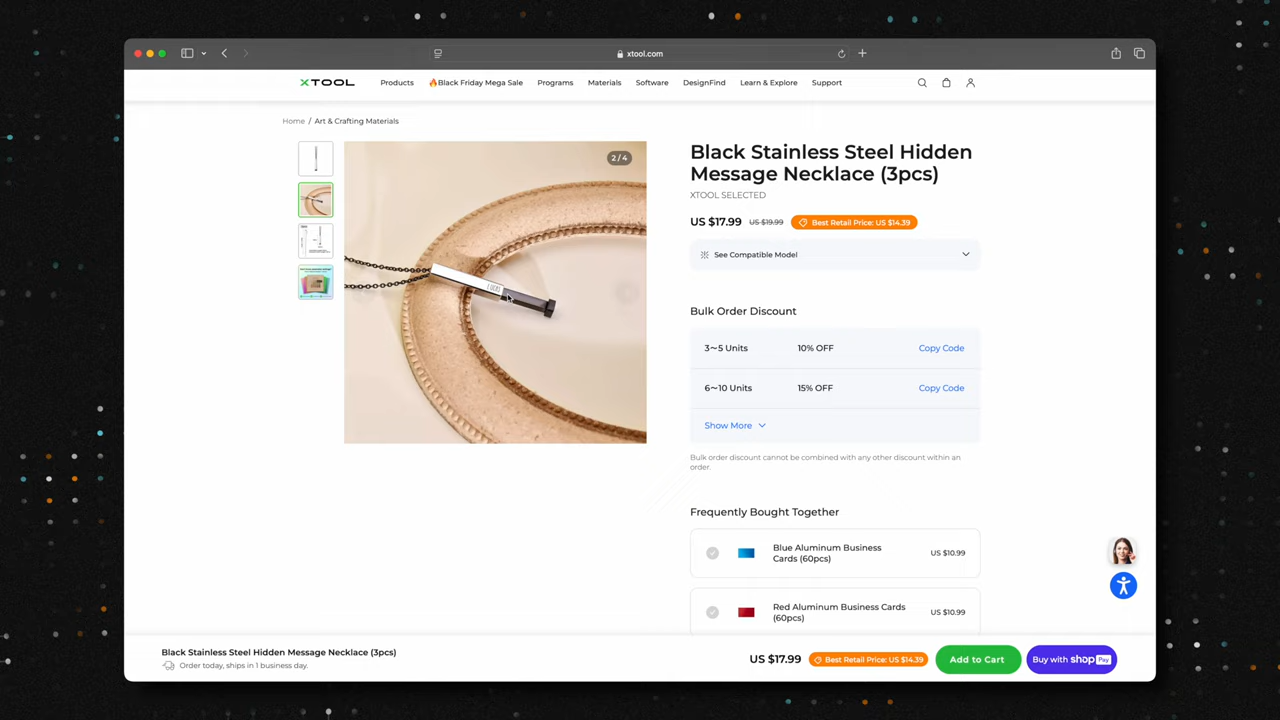 xtool.com
XTOOL
Products
🔥Black Friday Mega Sale
Programs
Materials
Software
DesignFind
Learn & Explore
Support
Home / Art & Crafting Materials
2 / 4
Black Stainless Steel Hidden
Message Necklace (3pcs)
XTOOL SELECTED
US $17.99 US $19.99 Best Retail Price: US $14.39
See Compatible Model
Bulk Order Discount
3~5 Units 10% OFF Copy Code
6~10 Units 15% OFF Copy Code
Show More
Bulk order discount cannot be combined with any other discount within an
order.
Frequently Bought Together
Blue Aluminum Business
Cards (60pcs)
US $10.99
Red Aluminum Business Cards
(60pcs)
US $10.99
Black Stainless Steel Hidden Message Necklace (3pcs)
Order today, ships in 1 business day.
US $17.99 Best Retail Price: US $14.39
Add to Cart
Buy with shop Pay